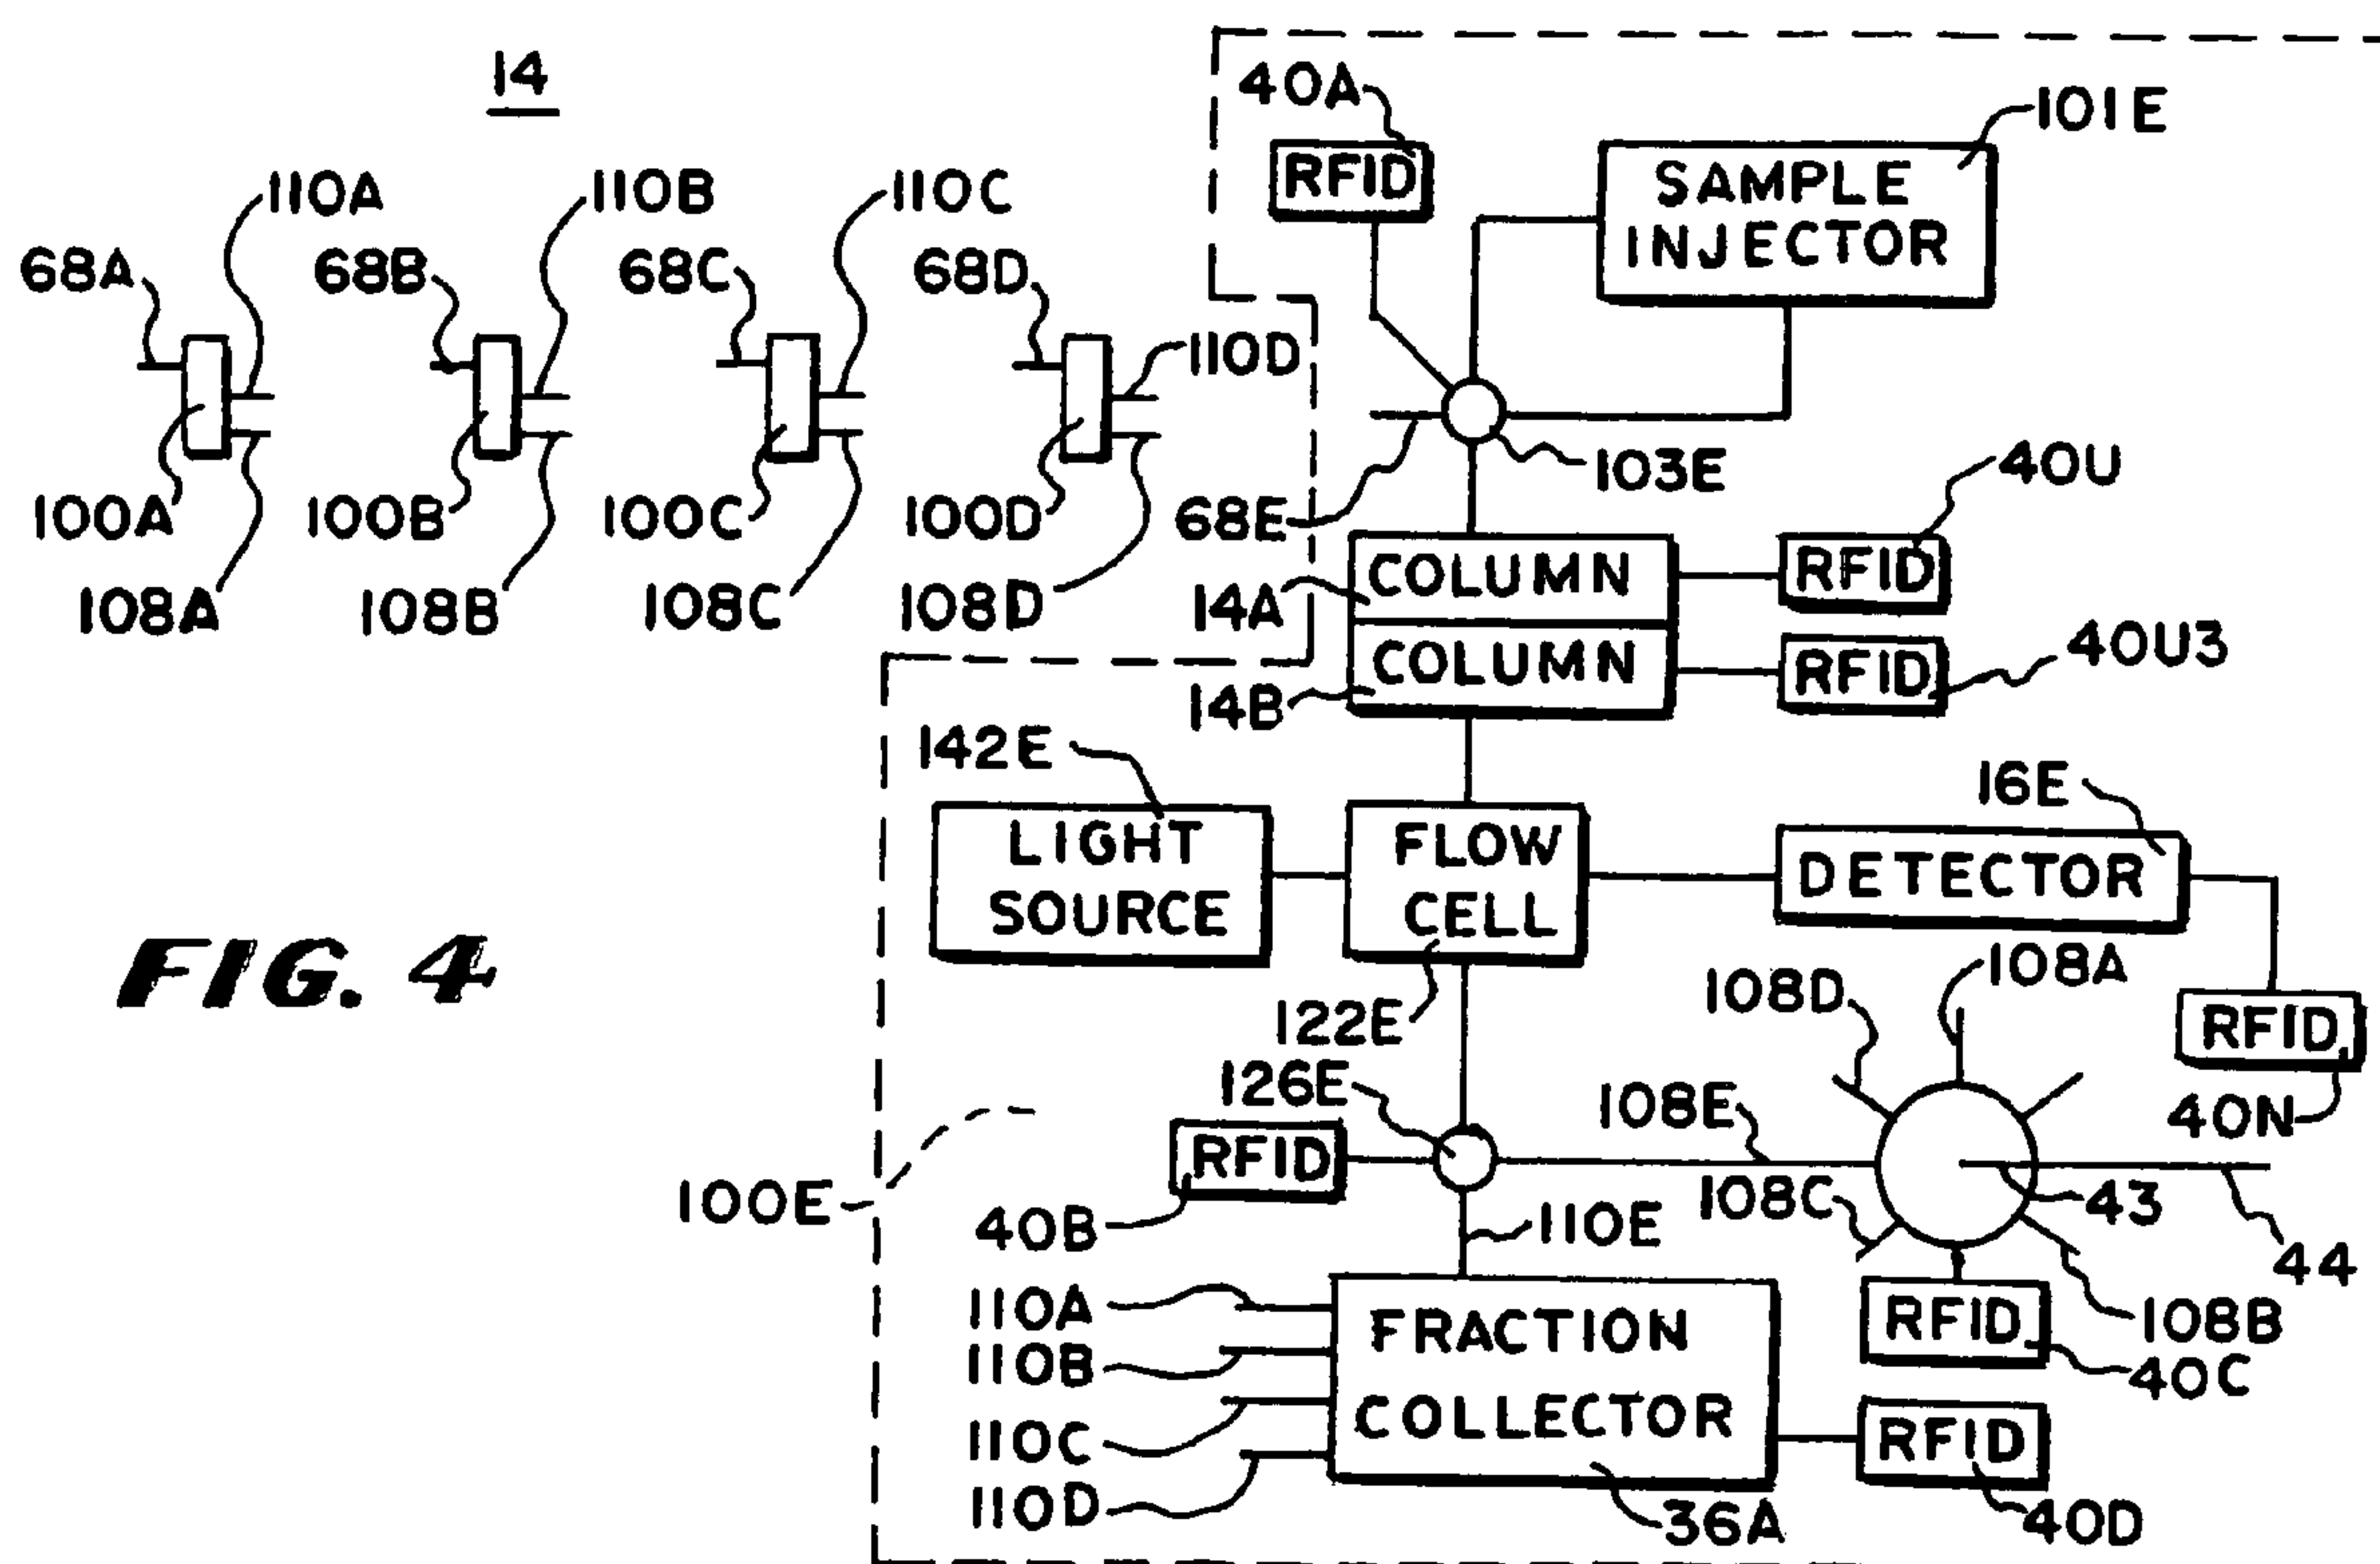 14
40A
101E
RFID
SAMPLE
INJECTOR
110A
110B
110C
68A
68B
68C
68D
110D
103E
40U
100A
100B
100C
100D
68E
108A
108B
108C
108D
COLUMN
RFID
14A
COLUMN
RFID
40U3
14B
142E
16E
LIGHT
SOURCE
FLOW
CELL
DETECTOR
FIG. 4
108A
108D
122E
RFID
126E
108E
40N
RFID
100E
40B
110E
108C
43
44
110A
110B
110C
110D
FRACTION
COLLECTOR
RFID
108B
40C
RFID
36A
40D